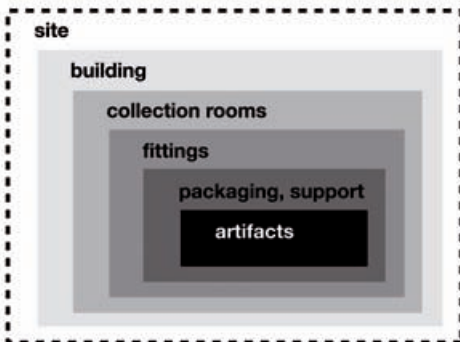 site
building
collection rooms
fittings
packaging, support
artifacts